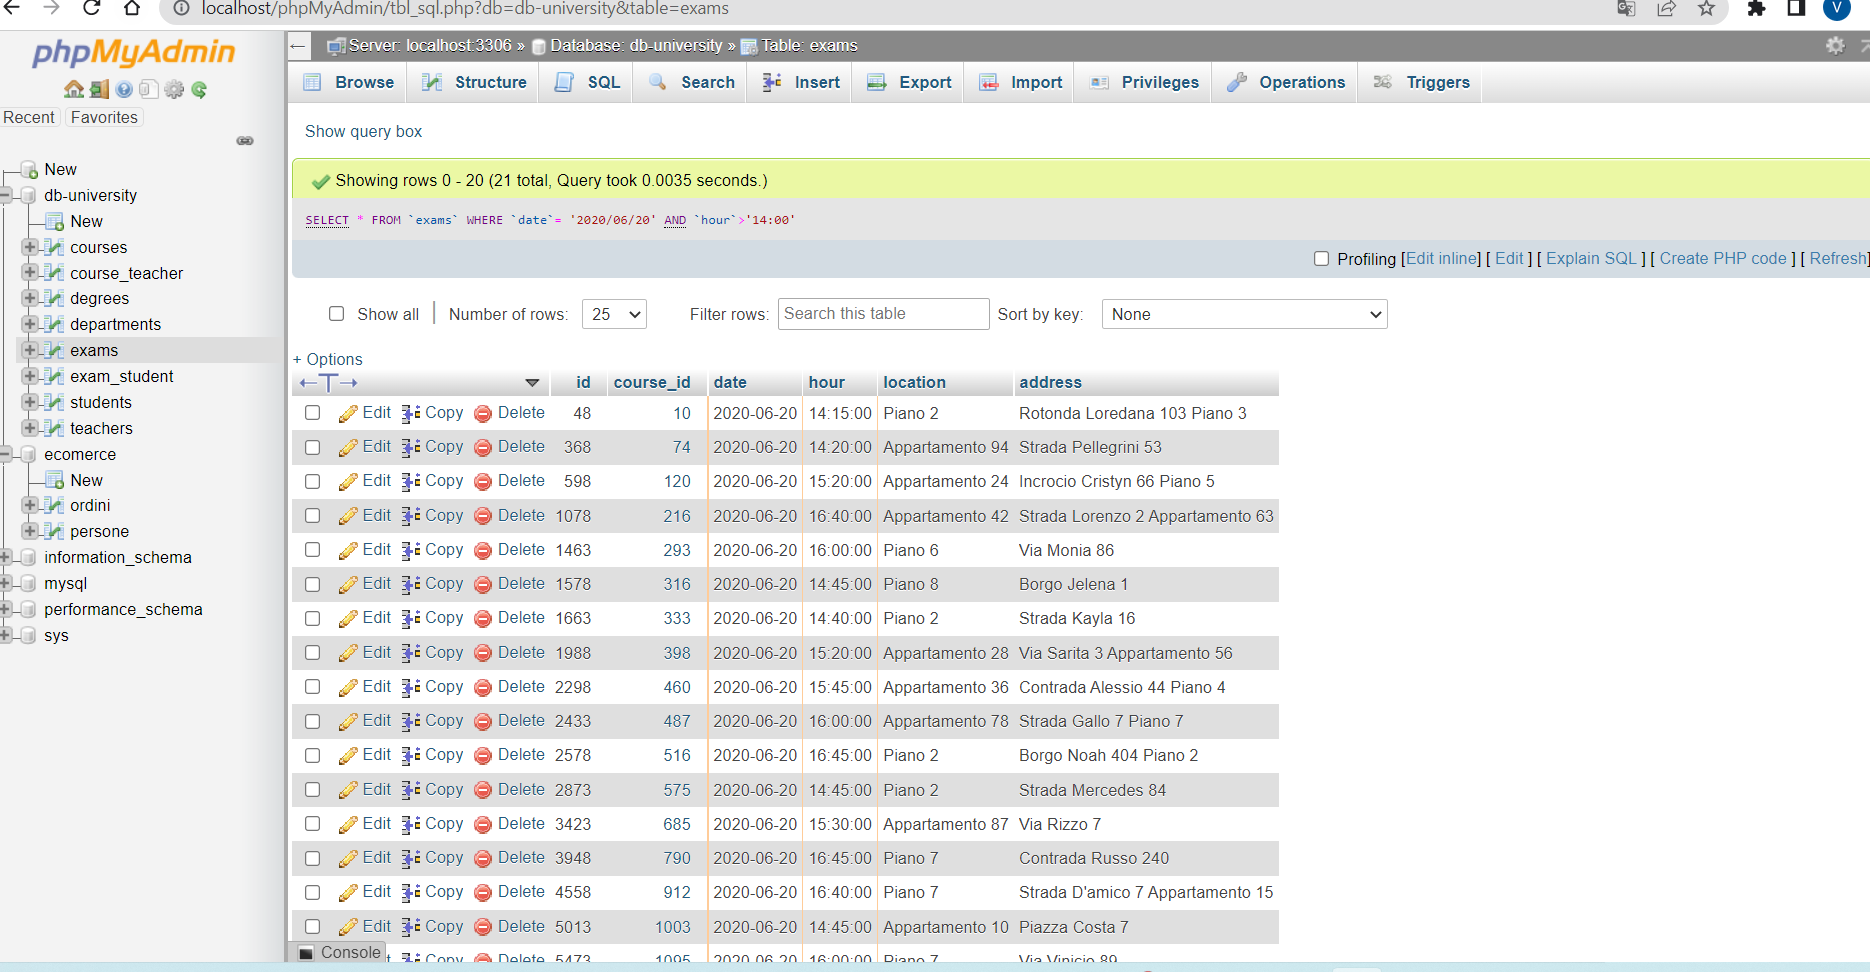 localhost/phpMyAdmin/tbl_sql.php?db=db-university&table=exams
V
phpMyAdmin
Recent Favorites
New
db-university
New
courses
course_teacher
degrees
departments
exams
exam_student
students
teachers
ecomerce
New
ordini
persone
information_schema
mysql
performance_schema
sys
← Server: localhost:3306 » Database: db-university » Table: exams
Browse Structure SQL Search Insert Export Import Privileges Operations Triggers
Show query box
Showing rows 0 - 20 (21 total, Query took 0.0035 seconds.)
SELECT * FROM `exams` WHERE `date`= '2020/06/20' AND `hour`>'14:00'
Profiling [Edit inline] [ Edit ] [ Explain SQL ] [ Create PHP code ] [ Refresh]
Show all | Number of rows: 25 Filter rows: Search this table Sort by key: None
+ Options
←T→ id course_id date hour location address
Edit Copy Delete 48 10 2020-06-20 14:15:00 Piano 2 Rotonda Loredana 103 Piano 3
Edit Copy Delete 368 74 2020-06-20 14:20:00 Appartamento 94 Strada Pellegrini 53
Edit Copy Delete 598 120 2020-06-20 15:20:00 Appartamento 24 Incrocio Cristyn 66 Piano 5
Edit Copy Delete 1078 216 2020-06-20 16:40:00 Appartamento 42 Strada Lorenzo 2 Appartamento 63
Edit Copy Delete 1463 293 2020-06-20 16:00:00 Piano 6 Via Monia 86
Edit Copy Delete 1578 316 2020-06-20 14:45:00 Piano 8 Borgo Jelena 1
Edit Copy Delete 1663 333 2020-06-20 14:40:00 Piano 2 Strada Kayla 16
Edit Copy Delete 1988 398 2020-06-20 15:20:00 Appartamento 28 Via Sarita 3 Appartamento 56
Edit Copy Delete 2298 460 2020-06-20 15:45:00 Appartamento 36 Contrada Alessio 44 Piano 4
Edit Copy Delete 2433 487 2020-06-20 16:00:00 Appartamento 78 Strada Gallo 7 Piano 7
Edit Copy Delete 2578 516 2020-06-20 16:45:00 Piano 2 Borgo Noah 404 Piano 2
Edit Copy Delete 2873 575 2020-06-20 14:45:00 Piano 2 Strada Mercedes 84
Edit Copy Delete 3423 685 2020-06-20 15:30:00 Appartamento 87 Via Rizzo 7
Edit Copy Delete 3948 790 2020-06-20 16:45:00 Piano 7 Contrada Russo 240
Edit Copy Delete 4558 912 2020-06-20 16:40:00 Piano 7 Strada D'amico 7 Appartamento 15
Edit Copy Delete 5013 1003 2020-06-20 14:45:00 Appartamento 10 Piazza Costa 7
Console Copy Delete 5473 1095 2020-06-20 16:00:00 Piano 7 Via Vinicio 89